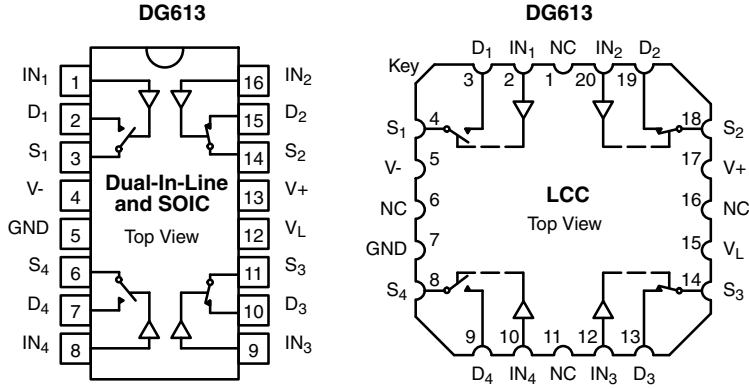 DG613
IN1 1 16 IN2
D1 2 15 D2
S1 3 14 S2
V- 4 13 V+
GND 5 12 VL
S4 6 11 S3
D4 7 10 D3
IN4 8 9 IN3
Dual-In-Line
and SOIC
Top View
DG613
D1 IN1 NC IN2 D2
Key
3 2 1 20 19
S1 4 18 S2
V- 5 17 V+
NC 6 16 NC
GND 7 15 VL
S4 8 14 S3
LCC
Top View
9 10 11 12 13
D4 IN4 NC IN3 D3